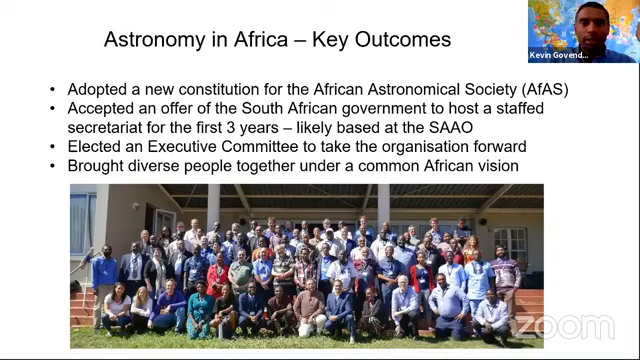 Astronomy in Africa – Key Outcomes
Kevin Govend...
• Adopted a new constitution for the African Astronomical Society (AfAS)
• Accepted an offer of the South African government to host a staffed
secretariat for the first 3 years – likely based at the SAAO
• Elected an Executive Committee to take the organisation forward
• Brought diverse people together under a common African vision
zoom